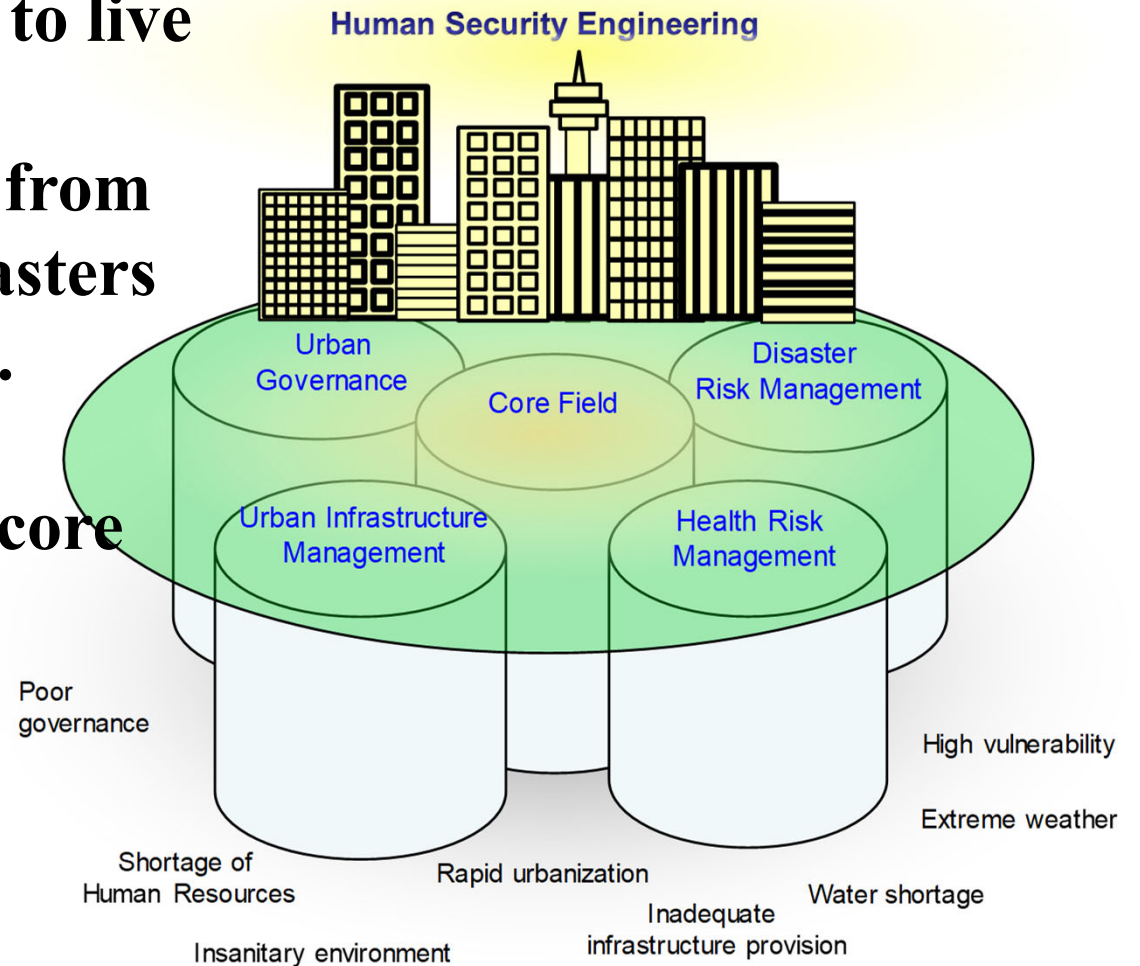 to live
from
asters
.
core
Human Security Engineering
Urban
Governance
Disaster
Risk Management
Core Field
Urban Infrastructure
Management
Health Risk
Management
Poor
governance
High vulnerability
Extreme weather
Shortage of
Human Resources
Rapid urbanization
Water shortage
Inadequate
infrastructure provision
Insanitary environment